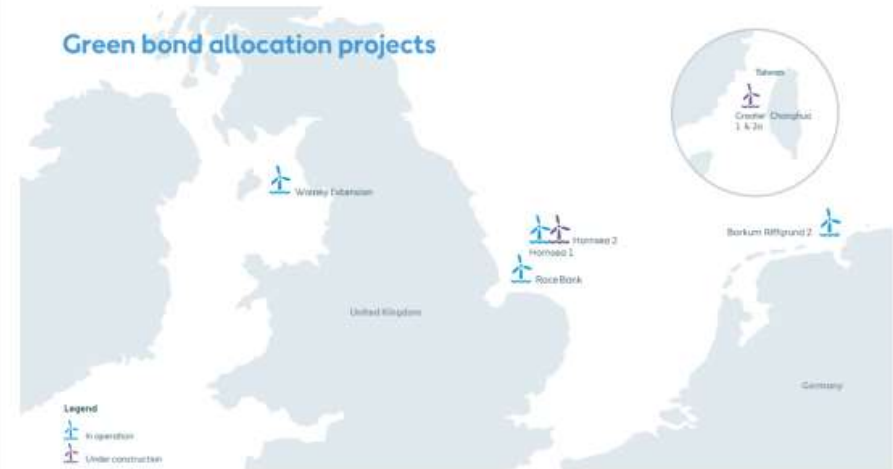 Green bond allocation projects
Taiwan
Greater Changhua
1 & 2a
Walney Extension
Hornsea 2
Hornsea 1
Borkum Riffgrund 2
Race Bank
United Kingdom
Germany
Legend
In operation
Under construction